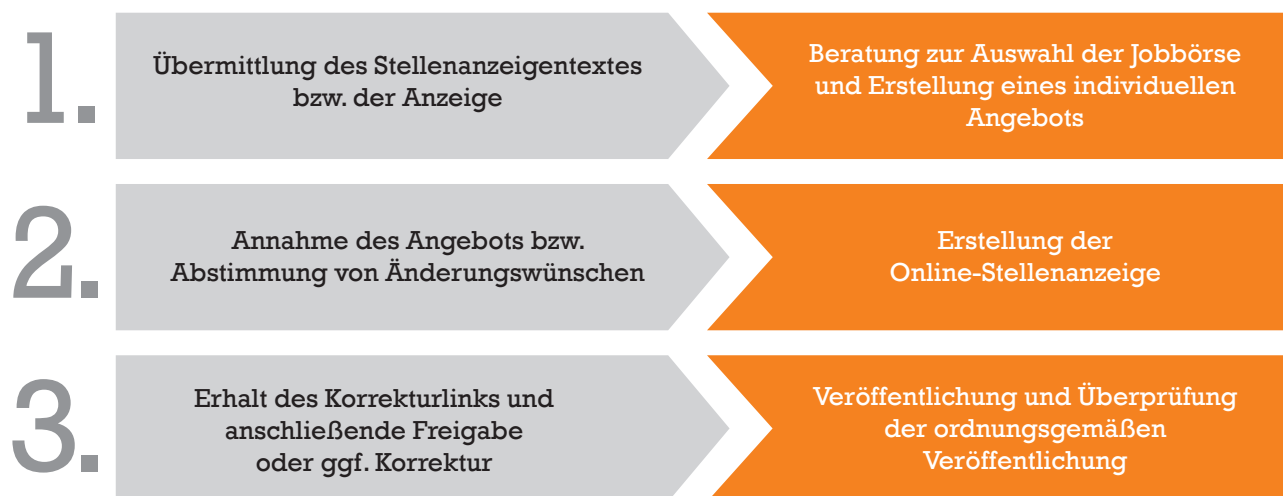 1.
Übermittlung des Stellenanzeigentextes
bzw. der Anzeige
Beratung zur Auswahl der Jobbörse
und Erstellung eines individuellen
Angebots
2.
Annahme des Angebots bzw.
Abstimmung von Änderungswünschen
Erstellung der
Online-Stellenanzeige
3.
Erhalt des Korrekturlinks und
anschließende Freigabe
oder ggf. Korrektur
Veröffentlichung und Überprüfung
der ordnungsgemäßen
Veröffentlichung